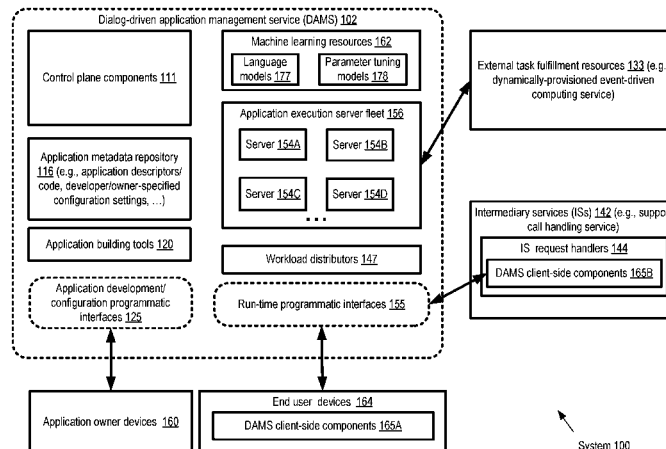 Dialog-driven application management service (DAMS) 102
Control plane components 111
Machine learning resources 162
Language
models 177
Parameter tuning
models 178
External task fulfillment resources 133 (e.g.,
dynamically-provisioned event-driven
computing service)
Application execution server fleet 156
Server 154A
Server 154B
Server 154C
Server 154D
...
Application metadata repository
116 (e.g., application descriptors/
code, developer/owner-specified
configuration settings, ...)
Application building tools 120
Workload distributors 147
Intermediary services (ISs) 142 (e.g., suppo
call handling service)
IS request handlers 144
DAMS client-side components 165B
Application development/
configuration programmatic
interfaces 125
Run-time programmatic interfaces 155
Application owner devices 160
End user devices 164
DAMS client-side components 165A
System 100